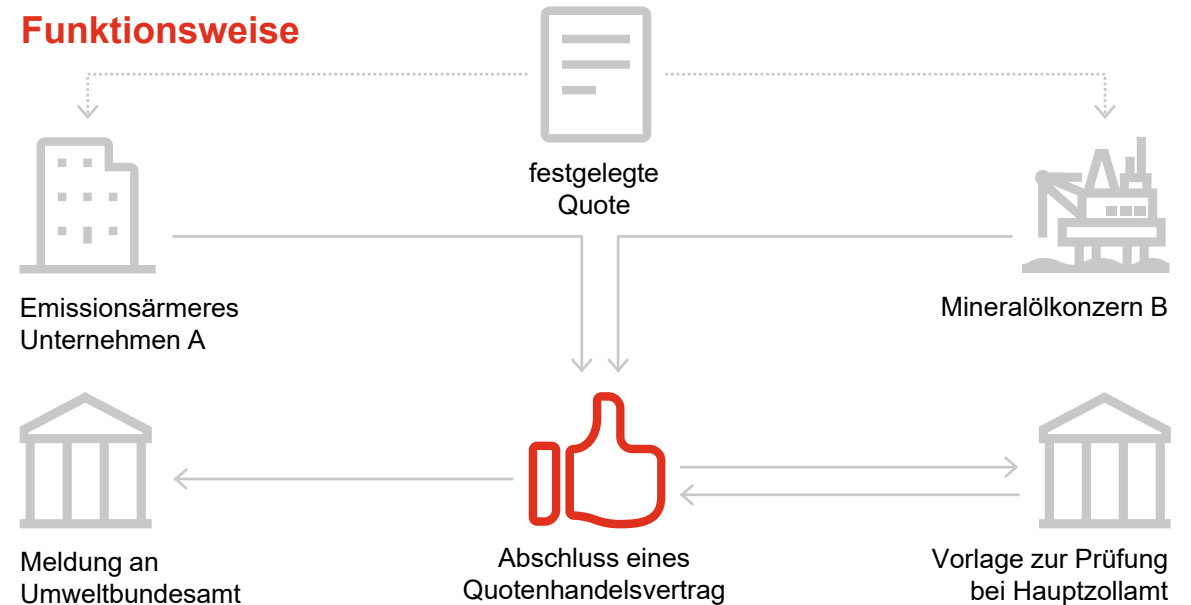 Funktionsweise
festgelegte
Quote
Emissionsärmeres
Unternehmen A
Mineralölkonzern B
Meldung an
Umweltbundesamt
Abschluss eines
Quotenhandelsvertrag
Vorlage zur Prüfung
bei Hauptzollamt